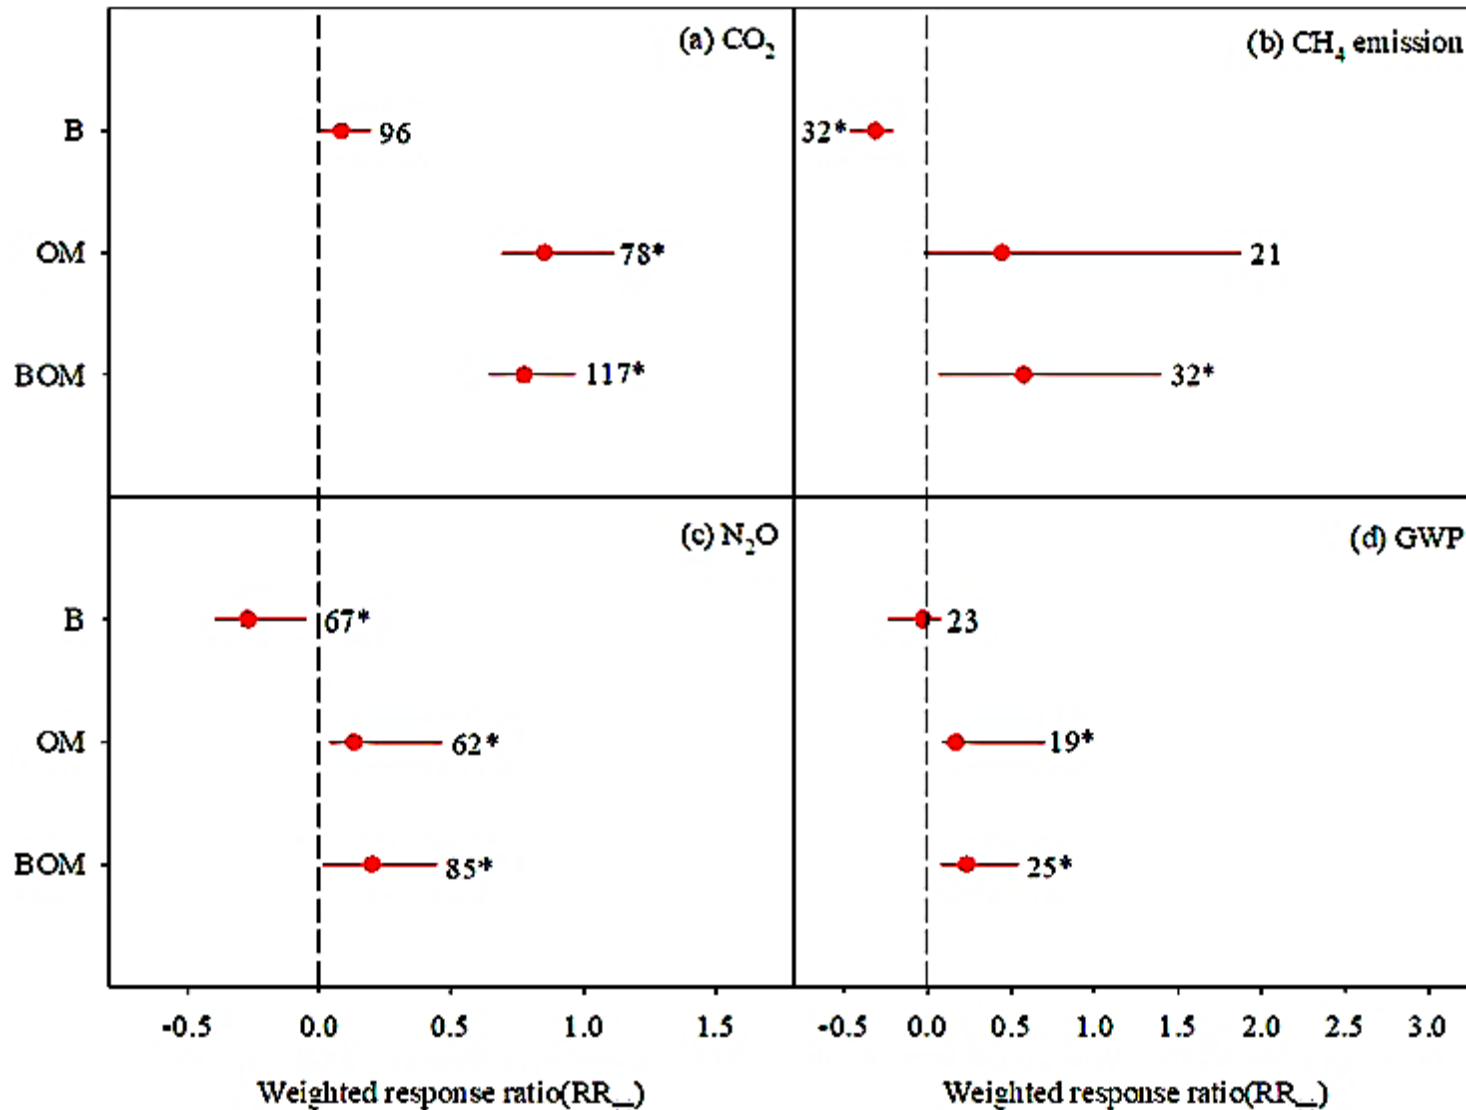 (a) CO₂
(b) CH₄ emission
B
96
32*
OM
78*
21
BOM
117*
32*
(c) N₂O
(d) GWP
B
67*
23
OM
62*
19*
BOM
85*
25*
-0.5 0.0 0.5 1.0 1.5
-0.5 0.0 0.5 1.0 1.5 2.0 2.5 3.0
Weighted response ratio(RR
Weighted response ratio(RR